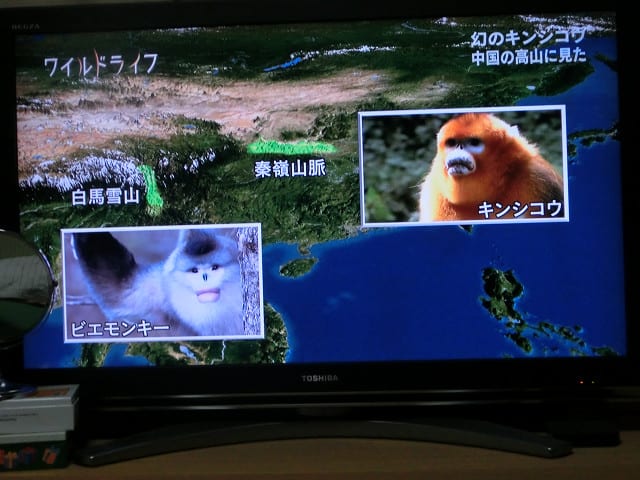 REGZA
ワイルドライフ
幻のキンシコウ
中国の高山に見た
秦嶺山脈
白馬雪山
キンシコウ
ビエモンキー
TOSHIBA